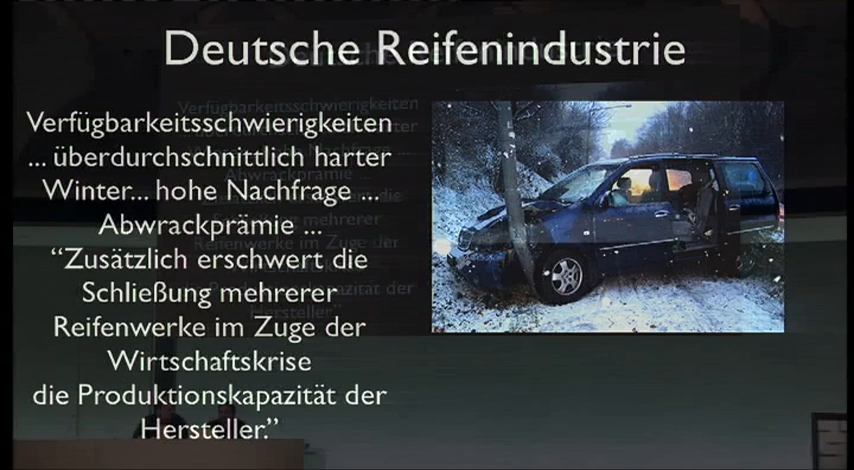 Deutsche Reifenindustrie
Verfügbarkeitsschwierigkeiten
... überdurchschnittlich harter
Winter... hohe Nachfrage ...
Abwrackprämie ...
“Zusätzlich erschwert die
Schließung mehrerer
Reifenwerke im Zuge der
Wirtschaftskrise
die Produktionskapazität der
Hersteller.”